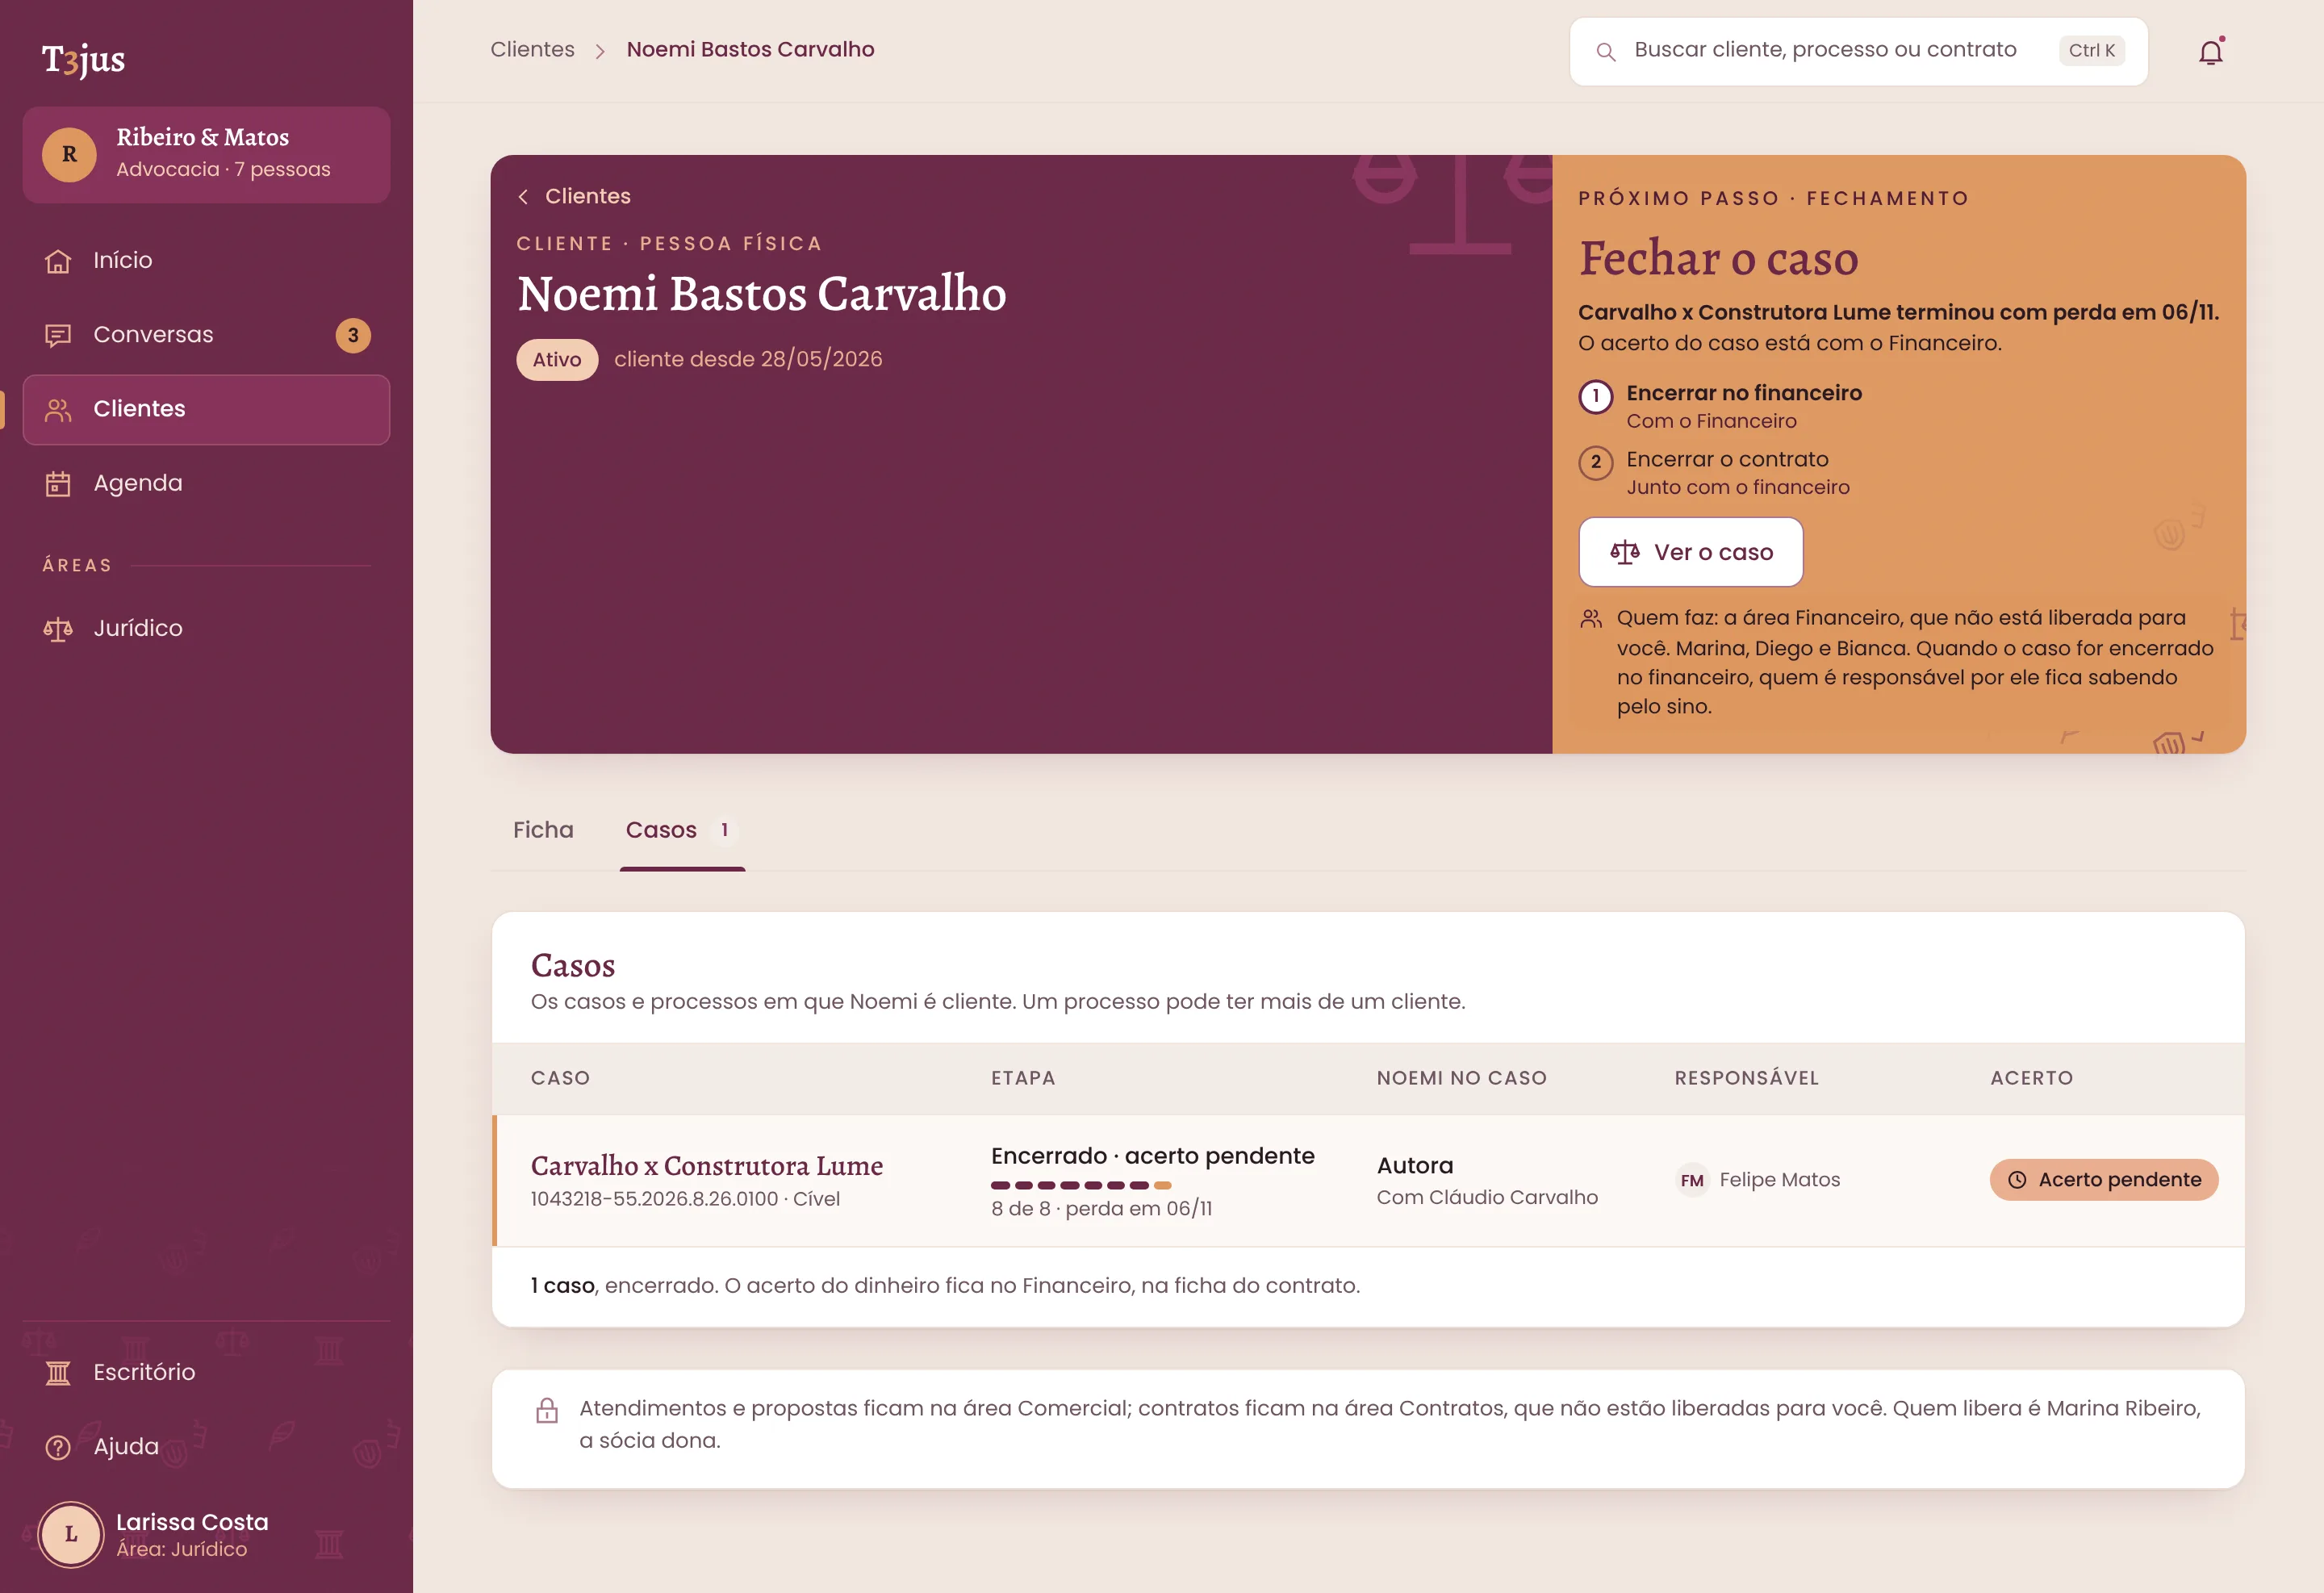 T3jus
R
Ribeiro & Matos
Advocacia · 7 pessoas
Início
Conversas
3
Clientes
Agenda
ÁREAS
Jurídico
Escritório
Ajuda
L
Larissa Costa
Área: Jurídico
Clientes
Noemi Bastos Carvalho
Buscar cliente, processo ou contrato
Ctrl K
Clientes
CLIENTE · PESSOA FÍSICA
Noemi Bastos Carvalho
Ativo
cliente desde 28/05/2026
PRÓXIMO PASSO · FECHAMENTO
Fechar o caso
Carvalho x Construtora Lume terminou com perda em 06/11.
O acerto do caso está com o Financeiro.
1
Encerrar no financeiro
Com o Financeiro
2
Encerrar o contrato
Junto com o financeiro
Ver o caso
Quem faz: a área Financeiro, que não está liberada para
você. Marina, Diego e Bianca. Quando o caso for encerrado
no financeiro, quem é responsável por ele fica sabendo
pelo sino.
Ficha
Casos
1
Casos
Os casos e processos em que Noemi é cliente. Um processo pode ter mais de um cliente.
CASO
ETAPA
NOEMI NO CASO
RESPONSÁVEL
ACERTO
Carvalho x Construtora Lume
1043218-55.2026.8.26.0100 · Cível
Encerrado · acerto pendente
8 de 8 · perda em 06/11
Autora
Com Cláudio Carvalho
FM
Felipe Matos
Acerto pendente
1 caso, encerrado. O acerto do dinheiro fica no Financeiro, na ficha do contrato.
Atendimentos e propostas ficam na área Comercial; contratos ficam na área Contratos, que não estão liberadas para você. Quem libera é Marina Ribeiro,
a sócia dona.